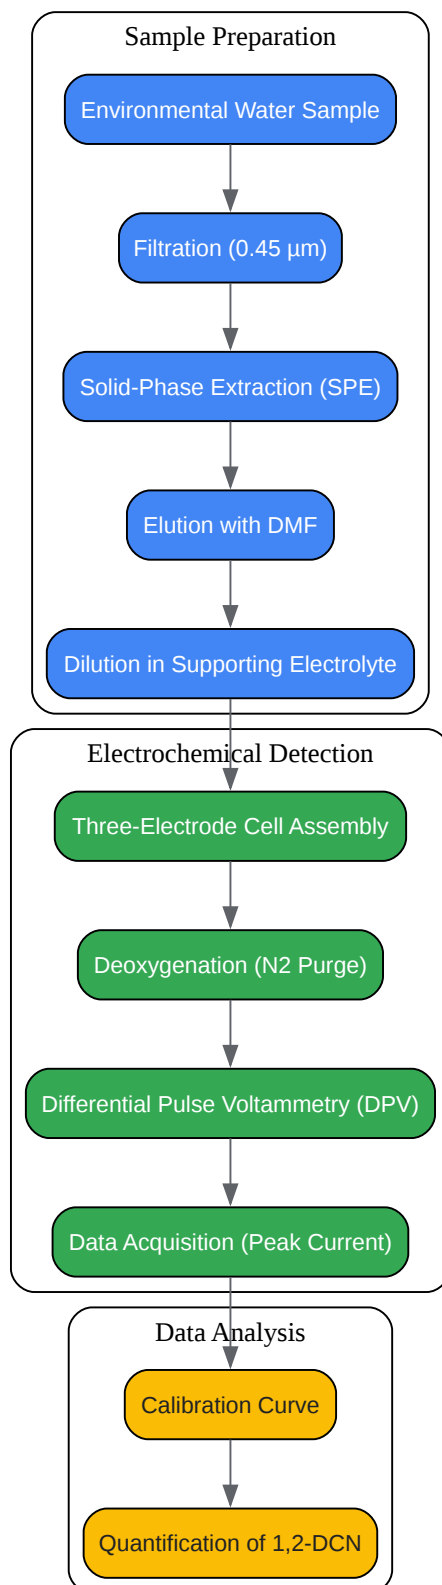 Sample Preparation
Environmental Water Sample
Filtration (0.45 µm)
Solid-Phase Extraction (SPE)
Elution with DMF
Dilution in Supporting Electrolyte
Electrochemical Detection
Three-Electrode Cell Assembly
Deoxygenation (N2 Purge)
Differential Pulse Voltammetry (DPV)
Data Acquisition (Peak Current)
Data Analysis
Calibration Curve
Quantification of 1,2-DCN